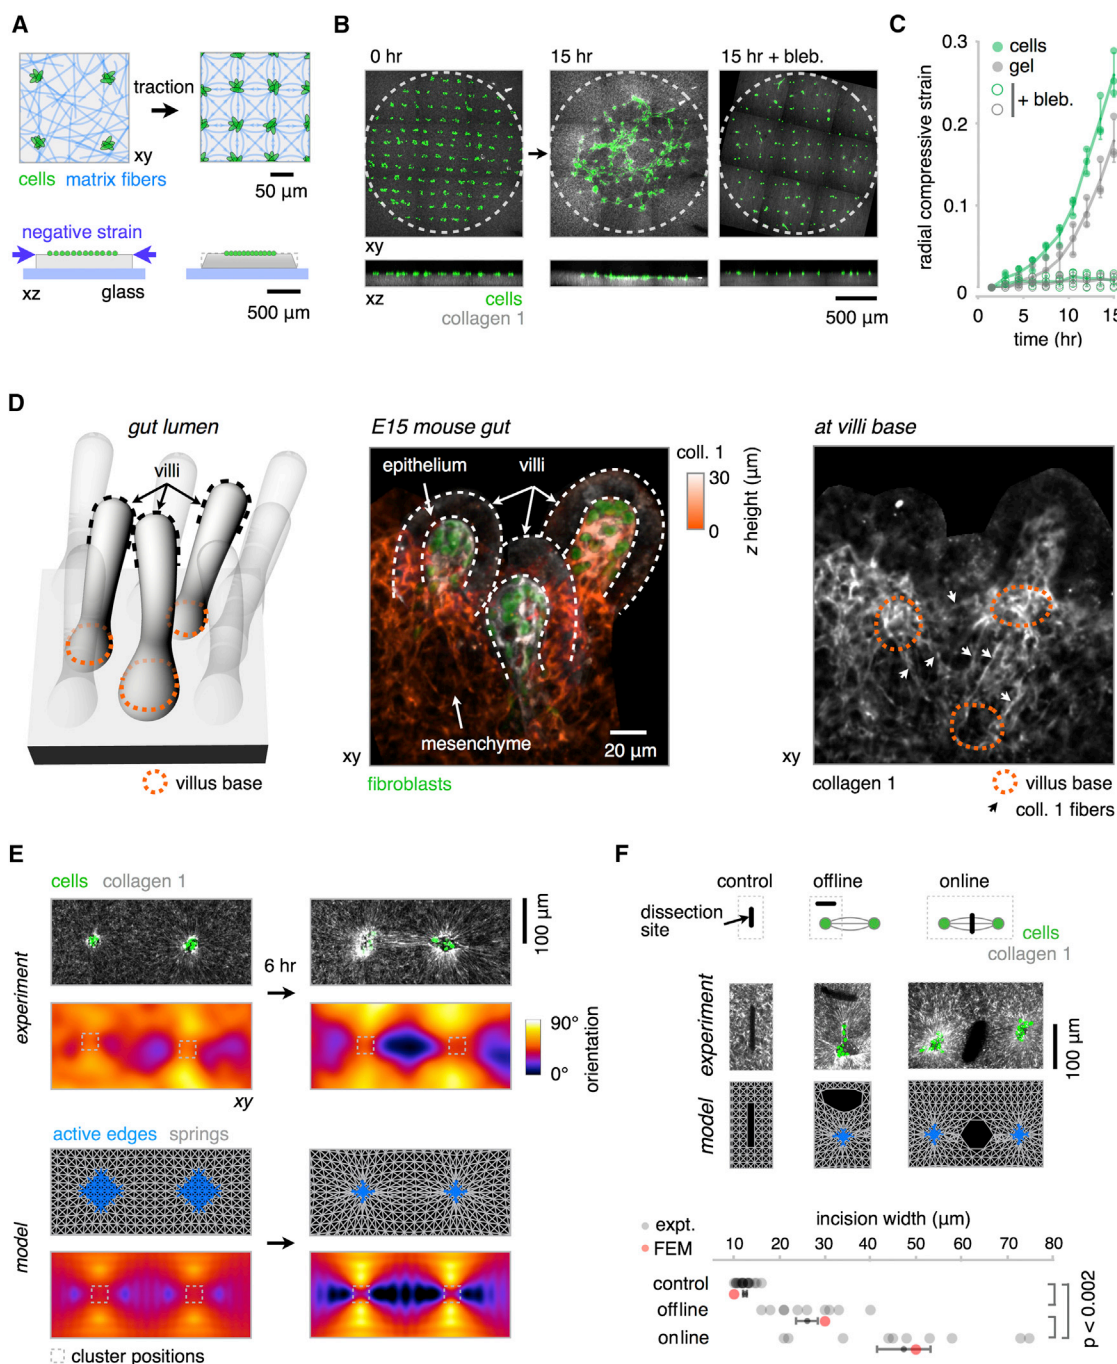 A
traction
xy
cells matrix fibers
50 µm
negative strain
xz
glass
500 µm
B
0 hr
15 hr
15 hr + bleb.
xy
xz
cells
collagen 1
500 µm
C
cells
gel
+ bleb.
radial compressive strain
0.3
0.2
0.1
0
0
5
10
15
time (hr)
D
gut lumen
villi
villus base
E15 mouse gut
epithelium
villi
coll. 1
30
0
z height (µm)
mesenchyme
20 µm
xy
fibroblasts
at villi base
xy
collagen 1
villus base
coll. 1 fibers
E
cells collagen 1
6 hr
100 µm
experiment
90°
0°
orientation
xy
active edges springs
model
cluster positions
F
control
offline
online
dissection
site
cells
collagen 1
experiment
100 µm
model
expt.
FEM
incision width (µm)
10 20 30 40 50 60 70 80
control
offline
online
p < 0.002